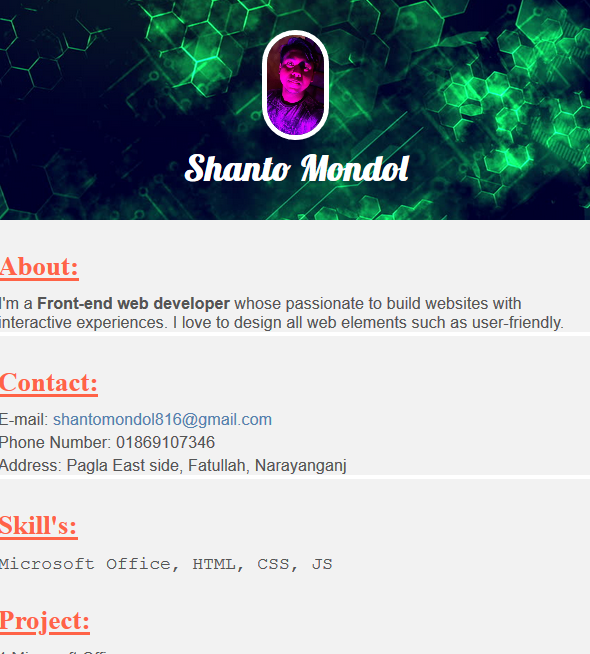 Shanto Mondol
About:
I'm a Front-end web developer whose passionate to build websites with
interactive experiences. I love to design all web elements such as user-friendly.
Contact:
E-mail: shantomondol816@gmail.com
Phone Number: 01869107346
Address: Pagla East side, Fatullah, Narayanganj
Skill's:
Microsoft Office, HTML, CSS, JS
Project: